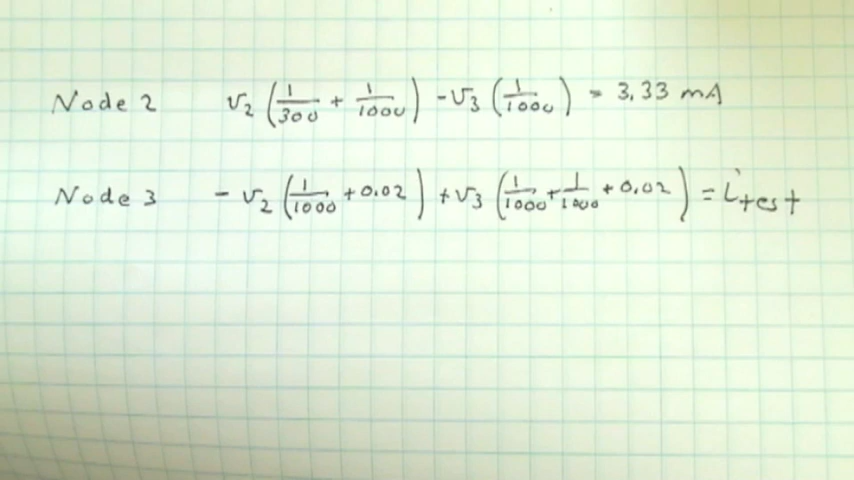 Node 2 v2 (1/300 + 1/1000) - v3 (1/1000) = 3.33 mA
Node 3 - v2 (1/1000 + 0.02) + v3 (1/1000 + 1/1000 + 0.02) = itest